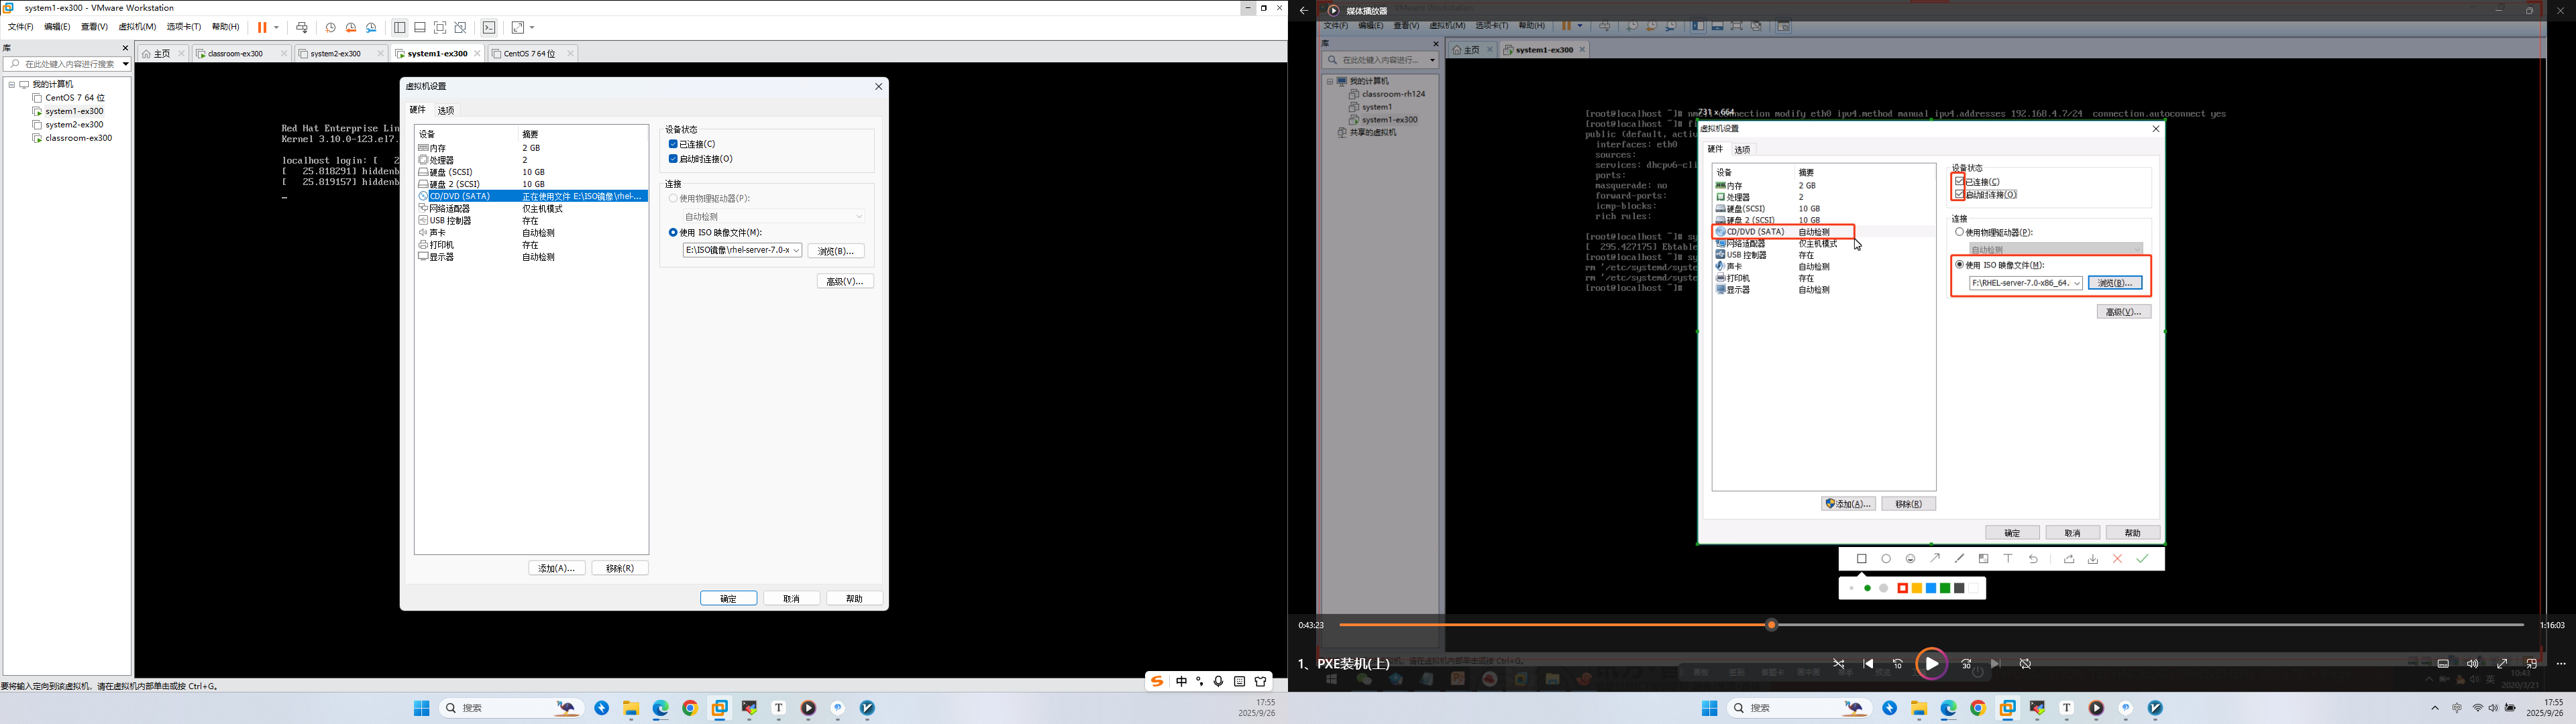 system1-ex300 - VMware Workstation
文件(F) 编辑(E) 查看(V) 虚拟机(M) 选项卡(T) 帮助(H)
库
在此处键入内容进行搜索
我的计算机
CentOS 7 64 位
system1-ex300
system2-ex300
classroom-ex300
主页 classroom-ex300 system2-ex300 system1-ex300 CentOS 7 64 位
Red Hat Enterprise Lin
Kernel 3.10.0-123.el7.
localhost login: [ 2
[ 25.818291] hiddenb
[ 25.819157] hiddenb
虚拟机设置
硬件 选项
设备 摘要
内存 2 GB
处理器 2
硬盘 (SCSI) 10 GB
硬盘 2 (SCSI) 10 GB
CD/DVD (SATA) 正在使用文件 E:\ISO镜像\rhel-...
网络适配器 仅主机模式
USB 控制器 存在
声卡 自动检测
打印机 存在
显示器 自动检测
添加(A)... 移除(R)
设备状态
已连接(C)
启动时连接(O)
连接
使用物理驱动器(P):
自动检测
使用 ISO 映像文件(M):
E:\ISO镜像\rhel-server-7.0-x 浏览(B)...
高级(V)...
确定 取消 帮助
要将输入定向到该虚拟机，请在虚拟机内部单击或按 Ctrl+G。
中
搜索
17:55
2025/9/26
媒体播放器
文件(F) 编辑(E) 查看(V) 虚拟机(M) 选项卡(T) 帮助(H)
库
在此处键入内容进行...
我的计算机
classroom-rh124
system1
system1-ex300
共享的虚拟机
主页 system1-ex300
[root@localhost ~]# nmcli connection modify eth0 ipv4.method manual ipv4.addresses 192.168.4.7/24 connection.autoconnect yes
[root@localhost ~]# f
public (default, activ
interfaces: eth0
sources:
services: dhcpv6-cli
ports:
masquerade: no
forward-ports:
icmp-blocks:
rich rules:
[root@localhost ~]# s
[ 295.427175] Ebtable
[root@localhost ~]# sy
rm '/etc/systemd/syste
rm '/etc/systemd/syste
[root@localhost ~]#
731 × 664
虚拟机设置
硬件 选项
设备 摘要
内存 2 GB
处理器 2
硬盘(SCSI) 10 GB
硬盘 2 (SCSI) 10 GB
CD/DVD (SATA) 自动检测
网络适配器 仅主机模式
USB 控制器 存在
声卡 自动检测
打印机 存在
显示器 自动检测
添加(A)... 移除(R)
设备状态
已连接(C)
启动时连接(O)
连接
使用物理驱动器(P):
自动检测
使用 ISO 映像文件(M):
F:\RHEL-server-7.0-x86_64. 浏览(B)...
高级(V)...
确定 取消 帮助
0:43:23 1:16:03
1、PXE装机(上)
10 30
10:43
2020/3/21
搜索
中
17:55
2025/9/26